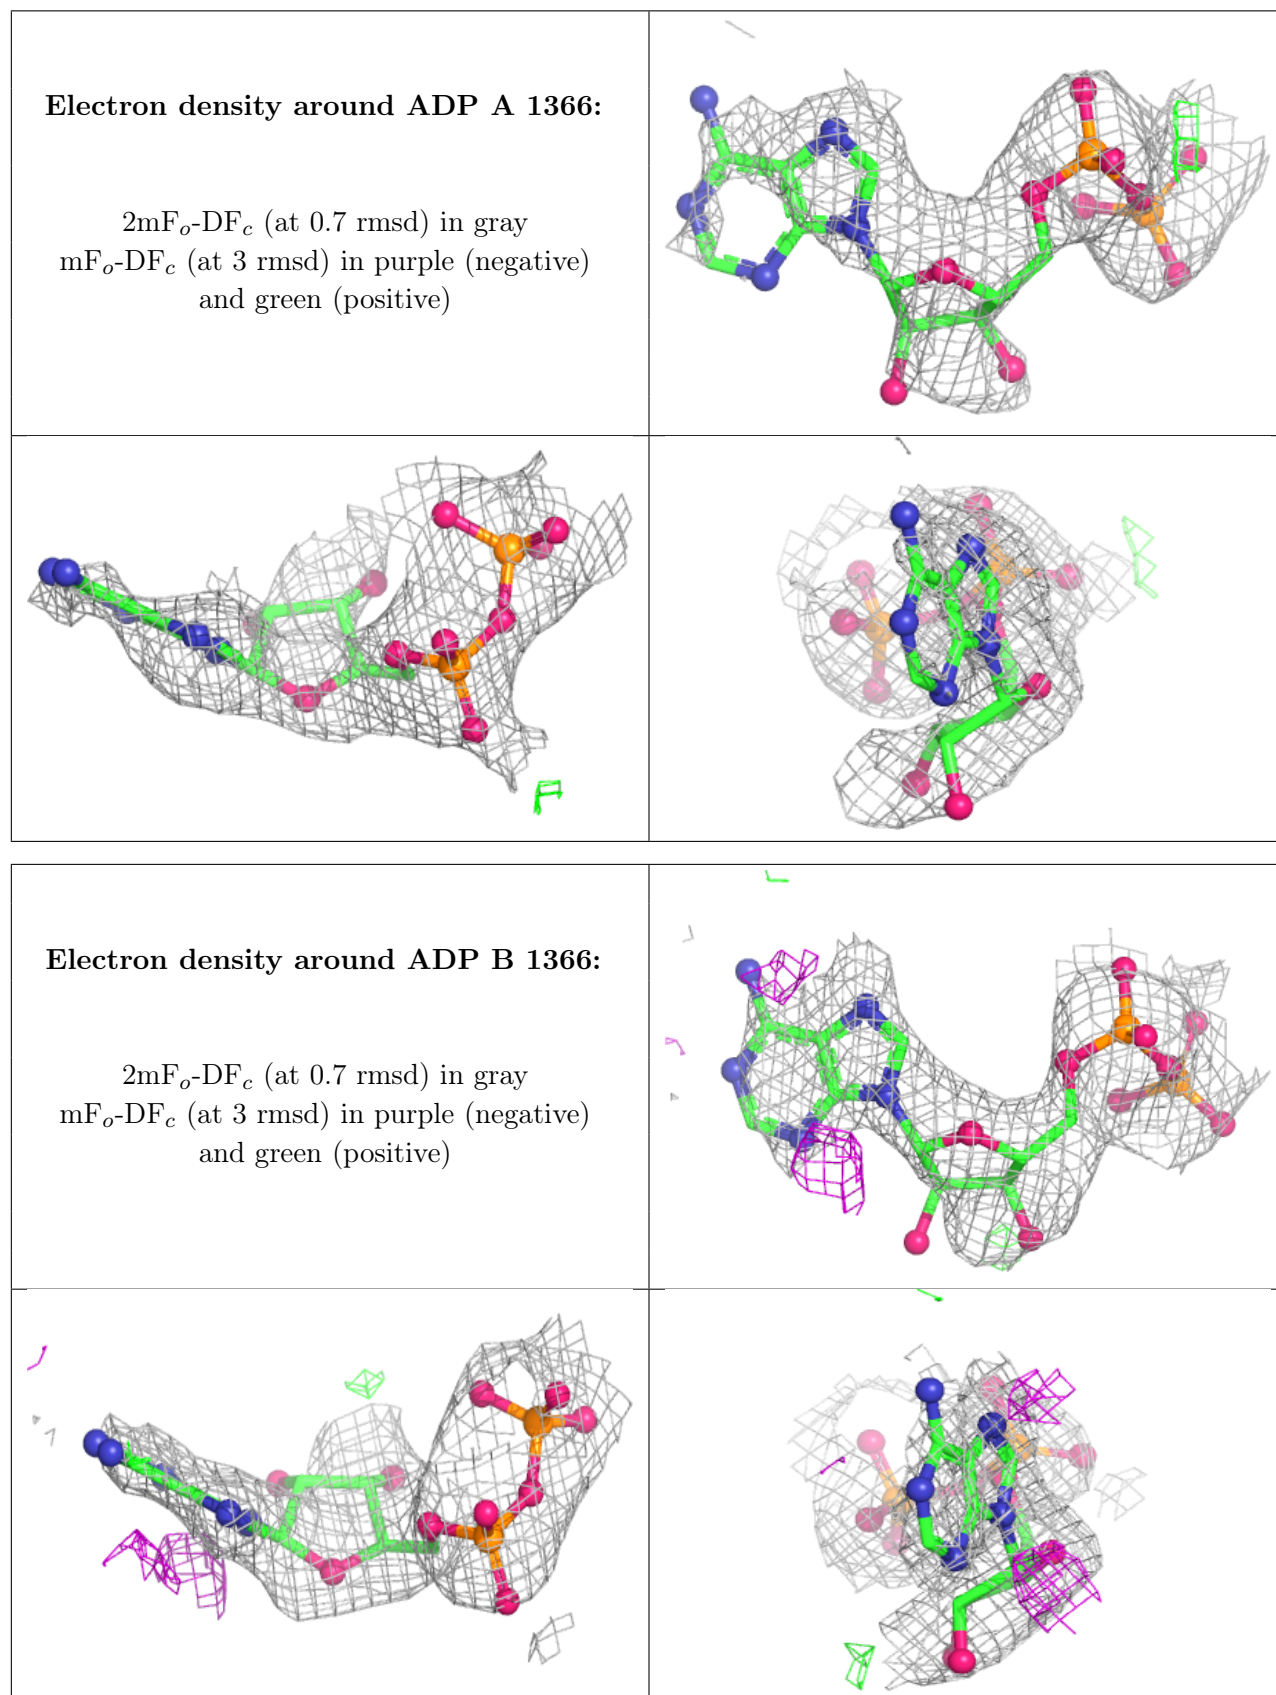 Electron density around ADP A 1366:
2mFₒ-DF𝒸 (at 0.7 rmsd) in gray
mFₒ-DF𝒸 (at 3 rmsd) in purple (negative)
and green (positive)
Electron density around ADP B 1366:
2mFₒ-DF𝒸 (at 0.7 rmsd) in gray
mFₒ-DF𝒸 (at 3 rmsd) in purple (negative)
and green (positive)